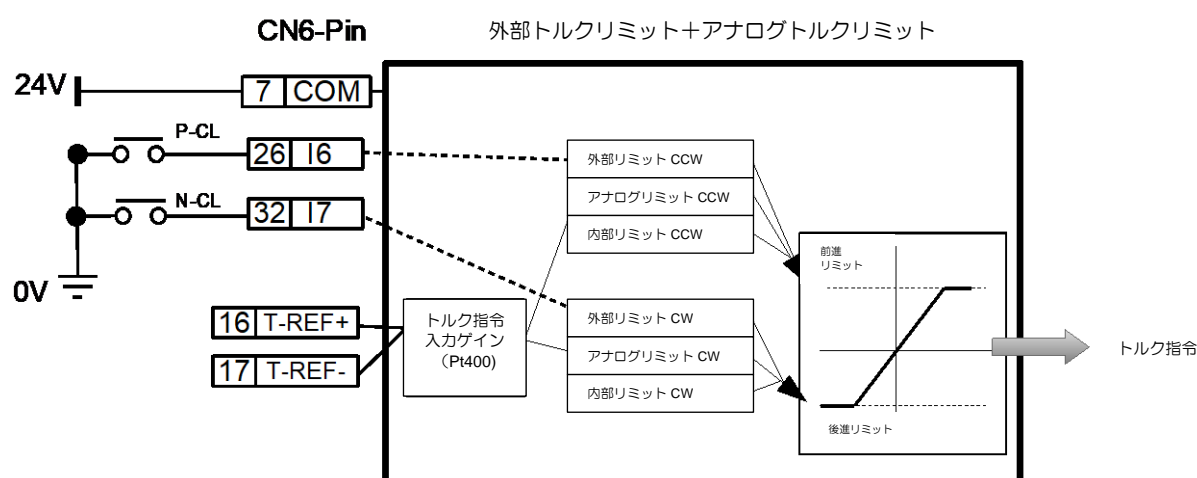 CN6-Pin
外部トルクリミット＋アナログトルクリミット
24V
7 COM
P-CL
26 I6
N-CL
32 I7
0V
16 T-REF+
17 T-REF-
トルク指令
入力ゲイン
（Pt400)
外部リミット CCW
アナログリミット CCW
内部リミット CCW
外部リミット CW
アナログリミット CW
内部リミット CW
前進
リミット
後進リミット
トルク指令